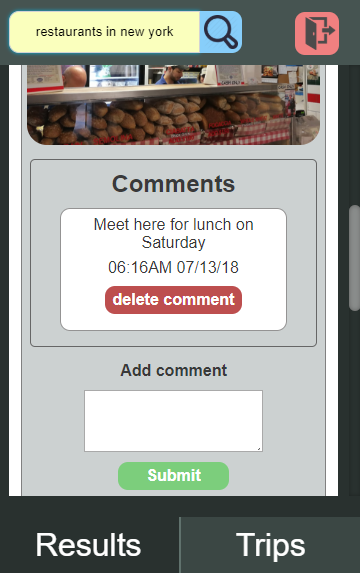 restaurants in new york
Comments
Meet here for lunch on
Saturday
06:16AM 07/13/18
delete comment
Add comment
Submit
Results
Trips